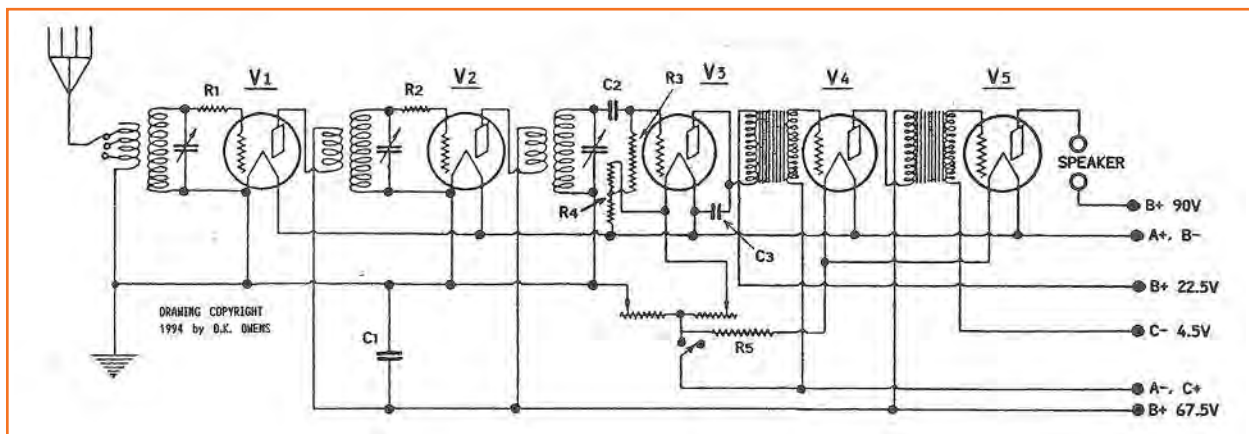 V1
V2
V3
V4
V5
R1
R2
C2
R3
R4
C3
SPEAKER
B+ 90V
A+, B-
B+ 22.5V
DRAWING COPYRIGHT
1994 by D.K. OWENS
C1
R5
C- 4.5V
A-, C+
B+ 67.5V